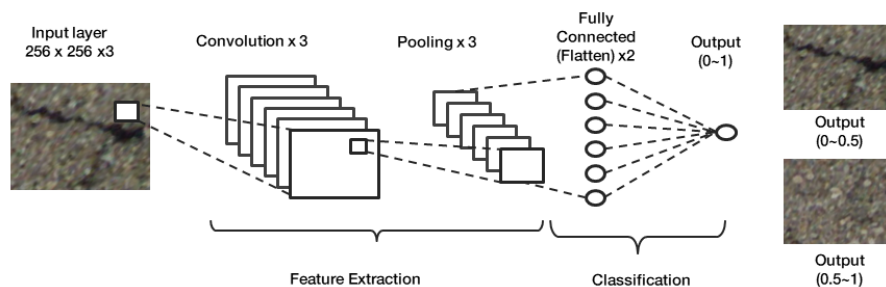 Input layer
256 x 256 x3
Convolution x 3
Pooling x 3
Fully
Connected
(Flatten) x2
Output
(0~1)
Output
(0~0.5)
Output
(0.5~1)
Feature Extraction
Classification